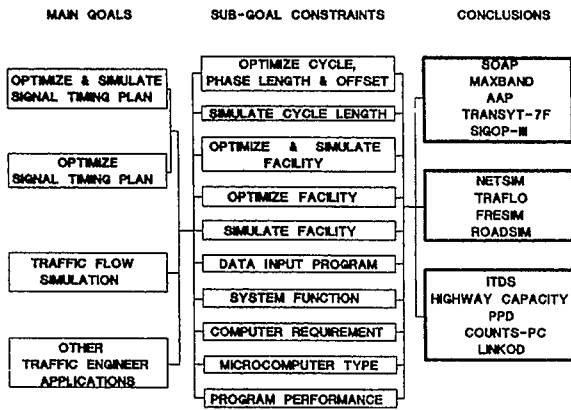 MAIN GOALS
SUB-GOAL CONSTRAINTS
CONCLUSIONS
OPTIMIZE & SIMULATE
SIGNAL TIMING PLAN
OPTIMIZE
SIGNAL TIMING PLAN
TRAFFIC FLOW
SIMULATION
OTHER
TRAFFIC ENGINEER
APPLICATIONS
OPTIMIZE CYCLE,
PHASE LENGTH & OFFSET
SIMULATE CYCLE LENGTH
OPTIMIZE & SIMULATE
FACILITY
OPTIMIZE FACILITY
SIMULATE FACILITY
DATA INPUT PROGRAM
SYSTEM FUNCTION
COMPUTER REQUIREMENT
MICROCOMPUTER TYPE
PROGRAM PERFORMANCE
SOAP
MAXBAND
AAP
TRANSYT-7F
SIGOP-III
NETSIM
TRAFLO
FRESIM
ROADSIM
ITDS
HIGHWAY CAPACITY
PPD
COUNTS-PC
LINKOD